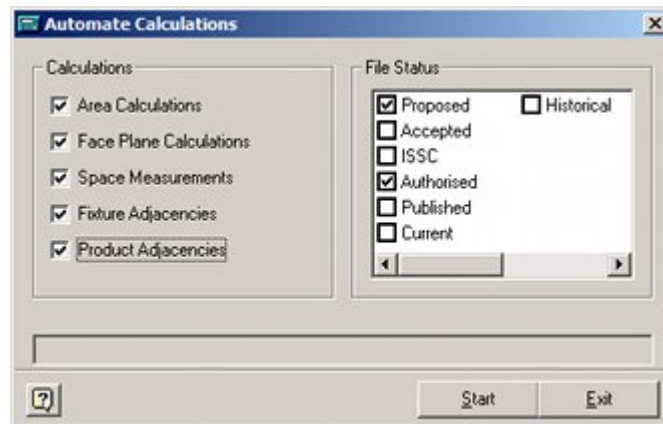 Automate Calculations
Calculations
Area Calculations
Face Plane Calculations
Space Measurements
Fixture Adjacencies
Product Adjacencies
File Status
Proposed
Accepted
ISSC
Authorised
Published
Current
Historical
Start
Exit